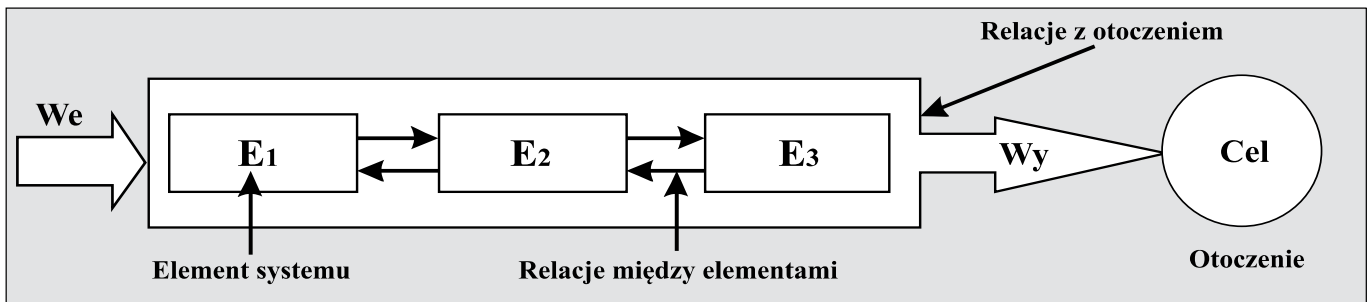 Relacje z otoczeniem
We
E1
E2
E3
Wy
Cel
Element systemu
Relacje między elementami
Otoczenie